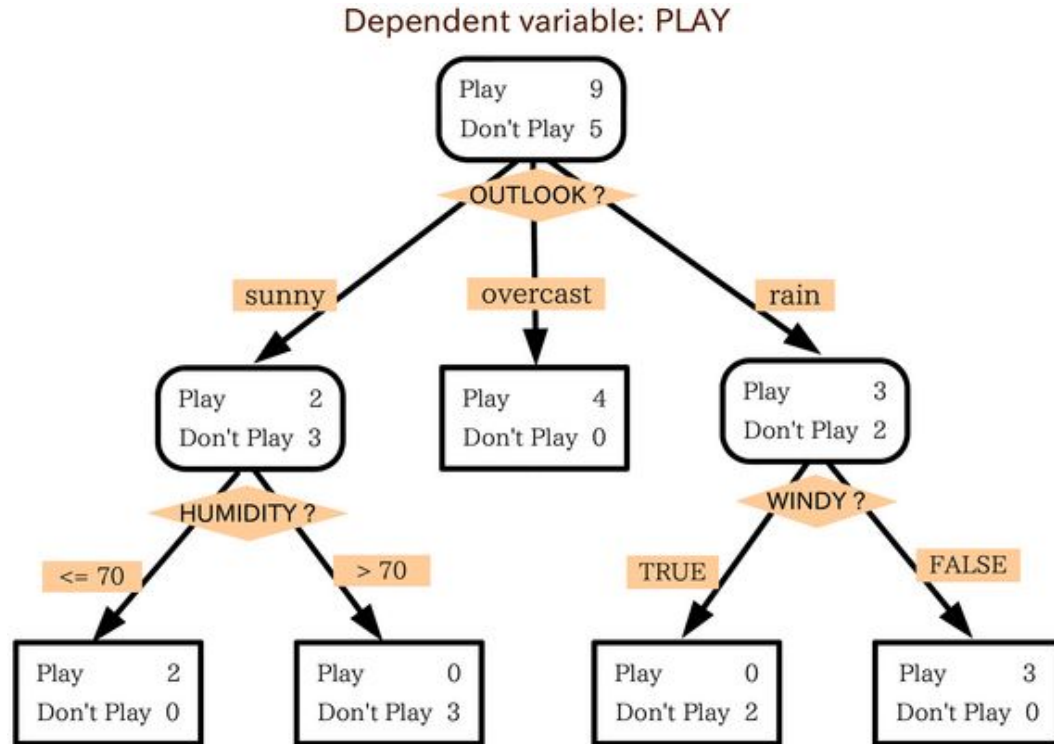 Dependent variable: PLAY
Play 9
Don't Play 5
OUTLOOK ?
sunny
overcast
rain
Play 2
Don't Play 3
Play 4
Don't Play 0
Play 3
Don't Play 2
HUMIDITY ?
WINDY ?
<= 70
> 70
TRUE
FALSE
Play 2
Don't Play 0
Play 0
Don't Play 3
Play 0
Don't Play 2
Play 3
Don't Play 0